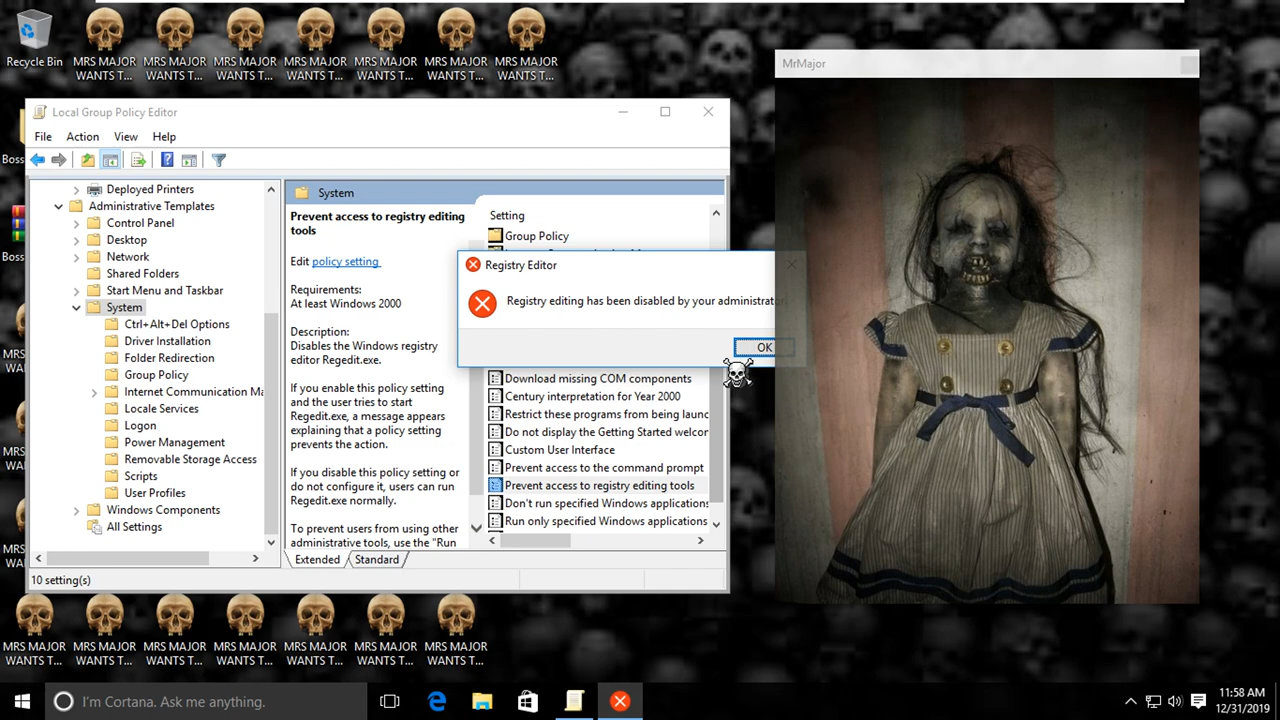 Recycle Bin
MRS MAJOR
WANTS T...
MRS MAJOR
WANTS T...
MRS MAJOR
WANTS T...
MRS MAJOR
WANTS T...
MRS MAJOR
WANTS T...
MRS MAJOR
WANTS T...
MRS MAJOR
WANTS T...
MrMajor
Local Group Policy Editor
File Action View Help
Boss
Boss
MRS
MRS
MRS
MRS
Deployed Printers
Administrative Templates
Control Panel
Desktop
Network
Shared Folders
Start Menu and Taskbar
System
Ctrl+Alt+Del Options
Driver Installation
Folder Redirection
Group Policy
Internet Communication Ma
Locale Services
Logon
Power Management
Removable Storage Access
Scripts
User Profiles
Windows Components
All Settings
System
Prevent access to registry editing
tools
Edit policy setting
Requirements:
At least Windows 2000
Description:
Disables the Windows registry
editor Regedit.exe.
If you enable this policy setting
and the user tries to start
Regedit.exe, a message appears
explaining that a policy setting
prevents the action.
If you disable this policy setting or
do not configure it, users can run
Regedit.exe normally.
To prevent users from using other
administrative tools, use the "Run
Setting
Group Policy
Registry Editor
Registry editing has been disabled by your administrator
OK
Download missing COM components
Century interpretation for Year 2000
Restrict these programs from being launc
Do not display the Getting Started welcor
Custom User Interface
Prevent access to the command prompt
Prevent access to registry editing tools
Don't run specified Windows applications
Run only specified Windows applications
Extended Standard
10 setting(s)
MRS MAJOR
WANTS T...
MRS MAJOR
WANTS T...
MRS MAJOR
WANTS T...
MRS MAJOR
WANTS T...
MRS MAJOR
WANTS T...
MRS MAJOR
WANTS T...
MRS MAJOR
WANTS T...
I'm Cortana. Ask me anything.
11:58 AM
12/31/2019